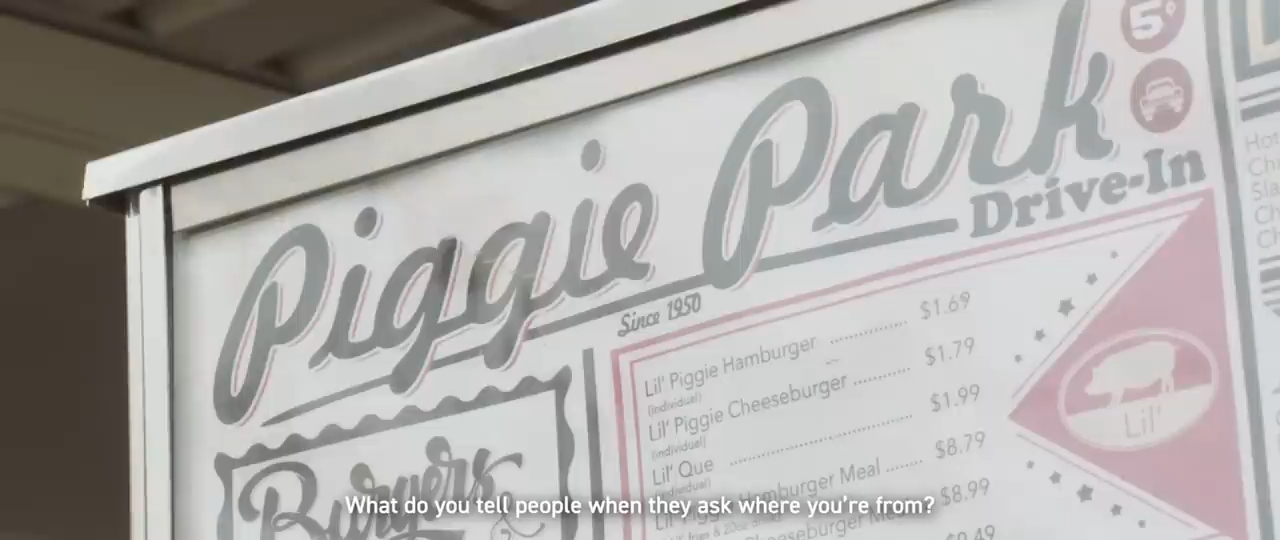 Piggie Park
Drive-In
5¢
Since 1950
Lil' Piggie Hamburger .......... $1.69
(individual)
Lil' Piggie Cheeseburger .......... $1.79
(individual)
Lil' Que .......... $1.99
(individual)
Hamburger Meal ....... $8.79
Cheeseburger $8.99
Lil'
Burgers
What do you tell people when they ask where you're from?